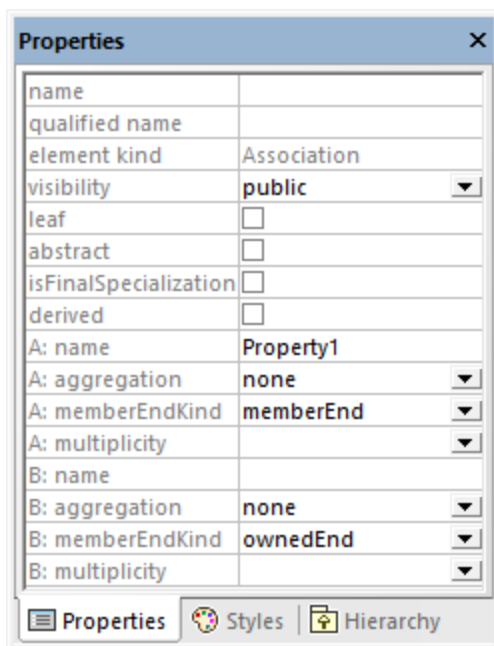 Properties
name
qualified name
element kind Association
visibility public
leaf
abstract
isFinalSpecialization
derived
A: name Property1
A: aggregation none
A: memberEndKind memberEnd
A: multiplicity
B: name
B: aggregation none
B: memberEndKind ownedEnd
B: multiplicity
Properties Styles Hierarchy